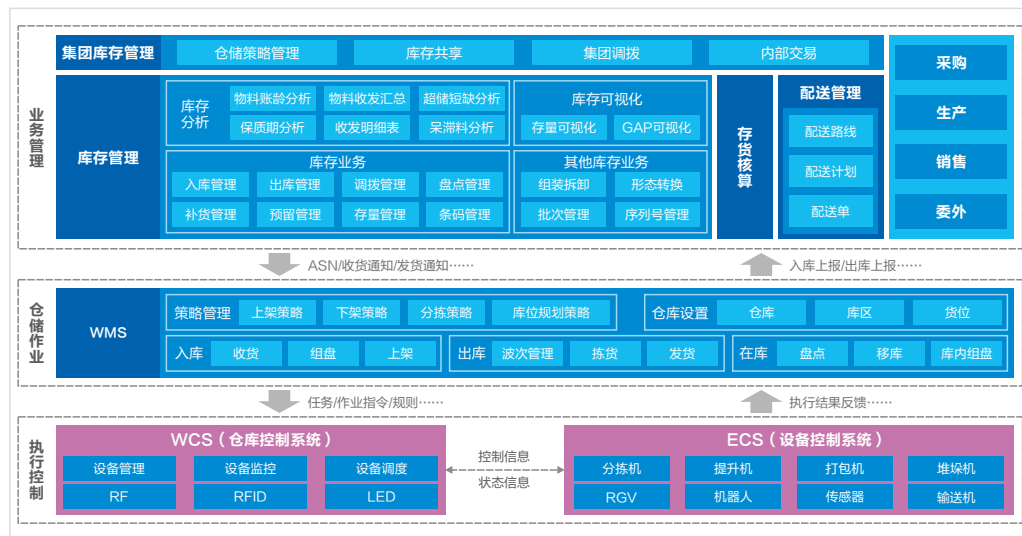 业务管理
集团库存管理
仓储策略管理
库存共享
集团调拨
内部交易
库存管理
库存分析
物料账龄分析
物料收发汇总
超储短缺分析
保质期分析
收发明细表
呆滞料分析
库存可视化
存量可视化
GAP可视化
库存业务
入库管理
出库管理
调拨管理
盘点管理
补货管理
预留管理
存量管理
条码管理
其他库存业务
组装拆卸
形态转换
批次管理
序列号管理
存货核算
配送管理
配送路线
配送计划
配送单
采购
生产
销售
委外
ASN/收货通知/发货通知……
入库上报/出库上报……
仓储作业
WMS
策略管理
上架策略
下架策略
分拣策略
库位规划策略
仓库设置
仓库
库区
货位
入库
收货
组盘
上架
出库
波次管理
拣货
发货
在库
盘点
移库
库内组盘
任务/作业指令/规则……
执行结果反馈……
执行控制
WCS（仓库控制系统）
设备管理
设备监控
设备调度
RF
RFID
LED
控制信息
状态信息
ECS（设备控制系统）
分拣机
提升机
打包机
堆垛机
RGV
机器人
传感器
输送机